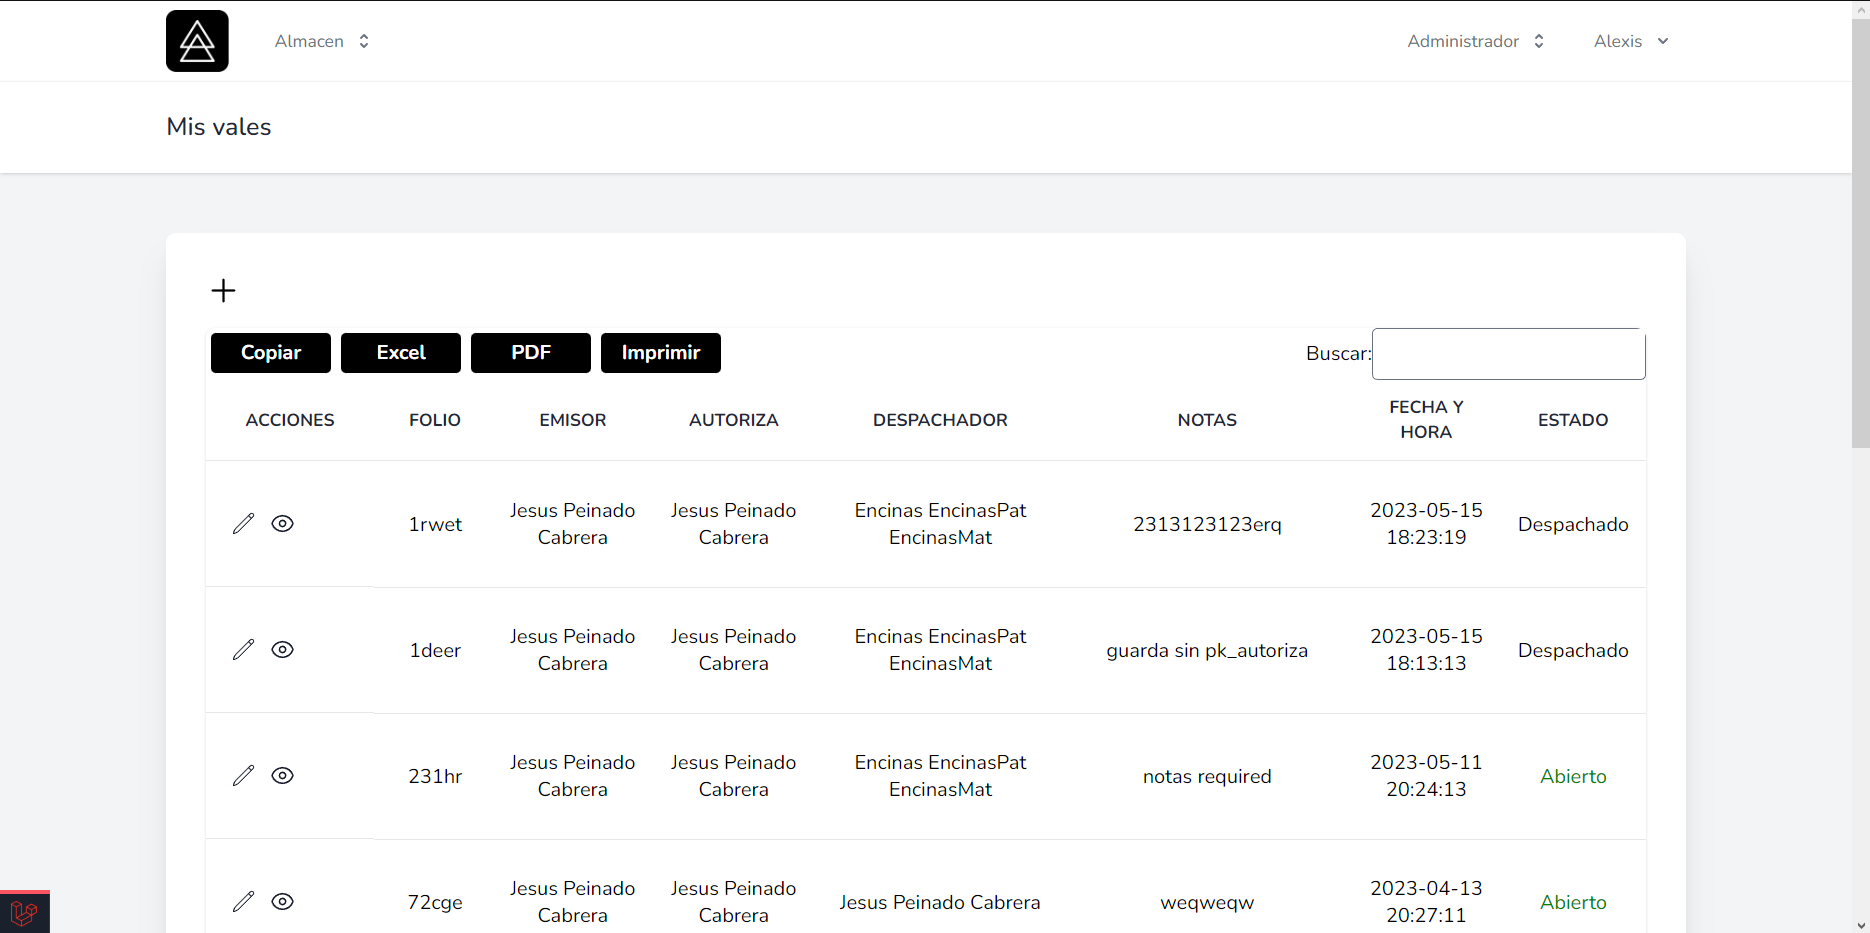 Almacen
Administrador
Alexis
Mis vales
Copiar Excel PDF Imprimir
Buscar:
ACCIONES FOLIO EMISOR AUTORIZA DESPACHADOR NOTAS FECHA Y HORA ESTADO
1rwet Jesus Peinado Cabrera Jesus Peinado Cabrera Encinas EncinasPat EncinasMat 2313123123erq 2023-05-15 18:23:19 Despachado
1deer Jesus Peinado Cabrera Jesus Peinado Cabrera Encinas EncinasPat EncinasMat guarda sin pk_autoriza 2023-05-15 18:13:13 Despachado
231hr Jesus Peinado Cabrera Jesus Peinado Cabrera Encinas EncinasPat EncinasMat notas required 2023-05-11 20:24:13 Abierto
72cge Jesus Peinado Cabrera Jesus Peinado Cabrera Jesus Peinado Cabrera weqweqw 2023-04-13 20:27:11 Abierto